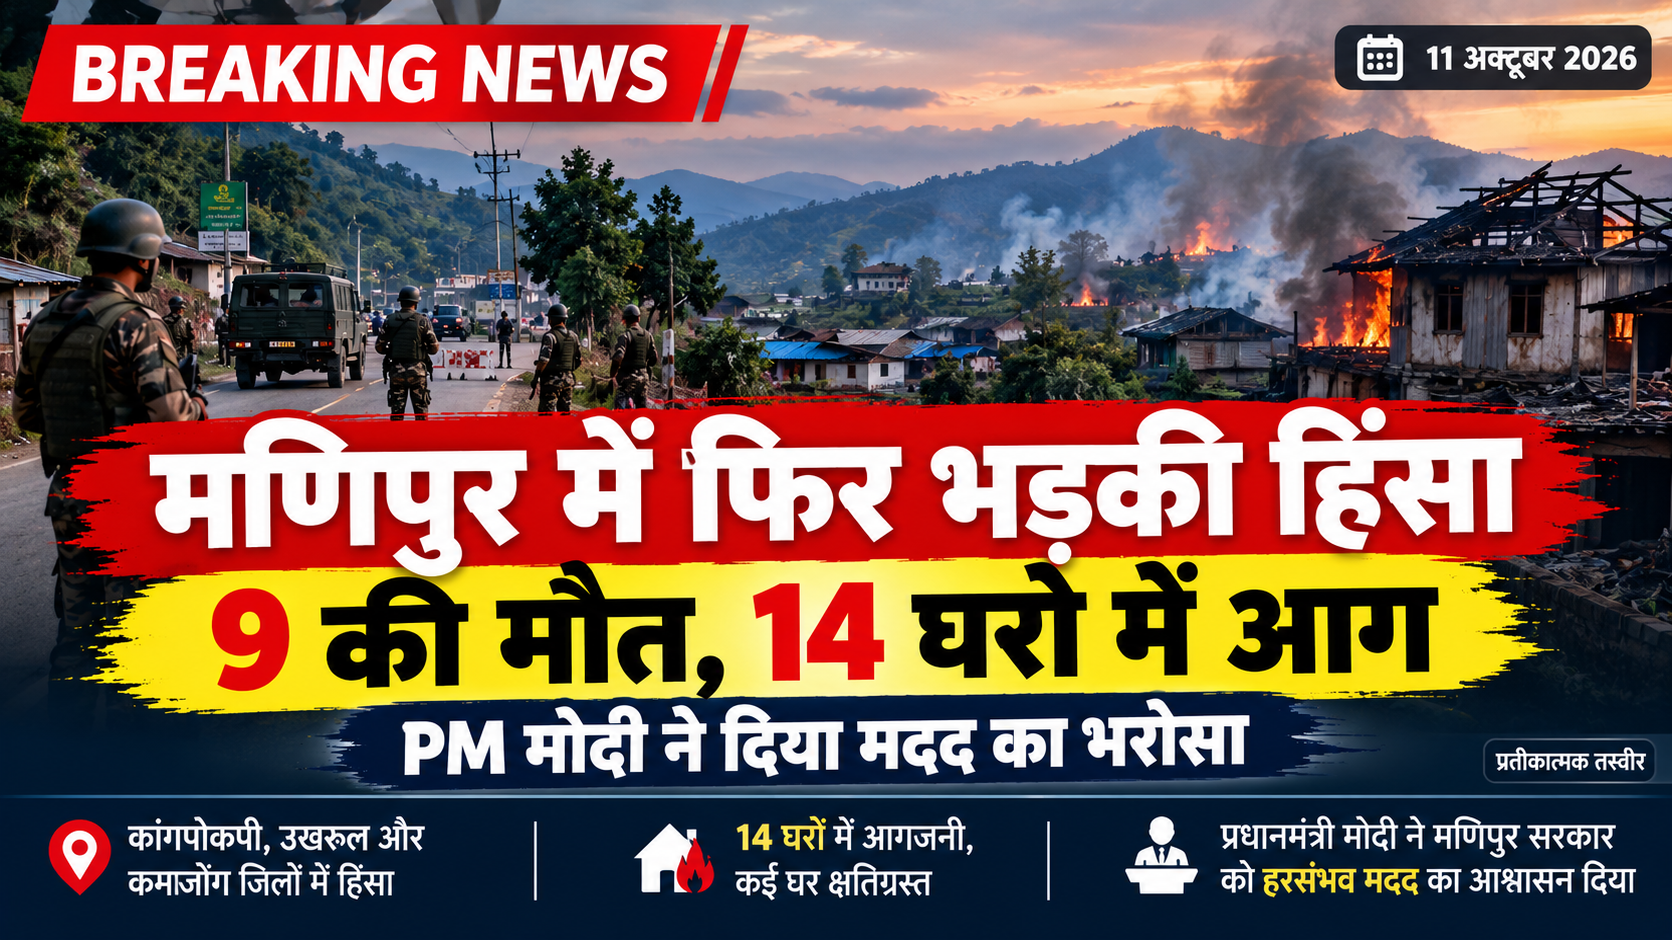 BREAKING NEWS
11 अक्टूबर 2026
मणिपुर में फिर भड़की हिंसा
9 की मौत, 14 घरो में आग
PM मोदी ने दिया मदद का भरोसा
प्रतीकात्मक तस्वीर
कांगपोकपी, उखरुल और
कमाजोंग जिलों में हिंसा
14 घरों में आगजनी,
कई घर क्षतिग्रस्त
प्रधानमंत्री मोदी ने मणिपुर सरकार
को हरसंभव मदद का आश्वासन दिया